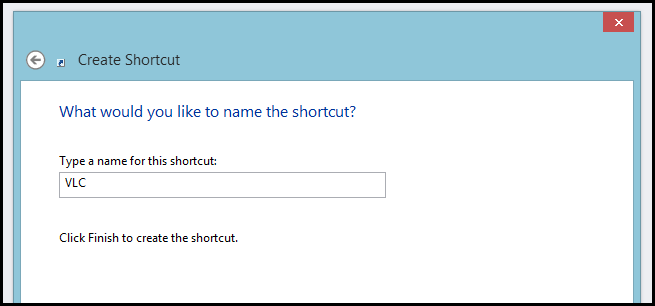 Create Shortcut
What would you like to name the shortcut?
Type a name for this shortcut:
VLC
Click Finish to create the shortcut.